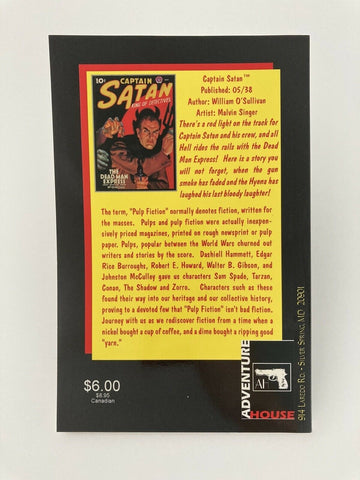 10¢
CAPTAIN
SATAN
KING OF DETECTIVES
THE
DEAD MAN
EXPRESS
Captain Satan™
Published: 05/38
Author: William O'Sullivan
Artist: Malvin Singer
There's a red light on the track for
Captain Satan and his crew, and all
Hell rides the rails with the Dead
Man Express! Here is a story you
will not forget, when the gun
smoke has faded and the Hyena has
laughed his last bloody laughter!
The term, "Pulp Fiction" normally denotes fiction, written for
the masses. Pulps and pulp fiction were actually inexpen-
sively priced magazines, printed on rough newsprint or pulp
paper. Pulps, popular between the World Wars churned out
writers and stories by the score. Dashiell Hammett, Edgar
Rice Burroughs, Robert E. Howard, Walter B. Gibson, and
Johnston McCulley gave us characters Sam Spade, Tarzan,
Conan, The Shadow and Zorro. Characters such as these
found their way into our heritage and our collective history,
proving to a devoted few that "Pulp Fiction" isn't bad fiction.
Journey with us as we rediscover fiction from a time when a
nickel bought a cup of coffee, and a dime bought a ripping good
"yarn."
$6.00
$8.95
Canadian
ADVENTURE
HOUSE
AH
914 Laredo Rd. • Silver Spring, MD 20901